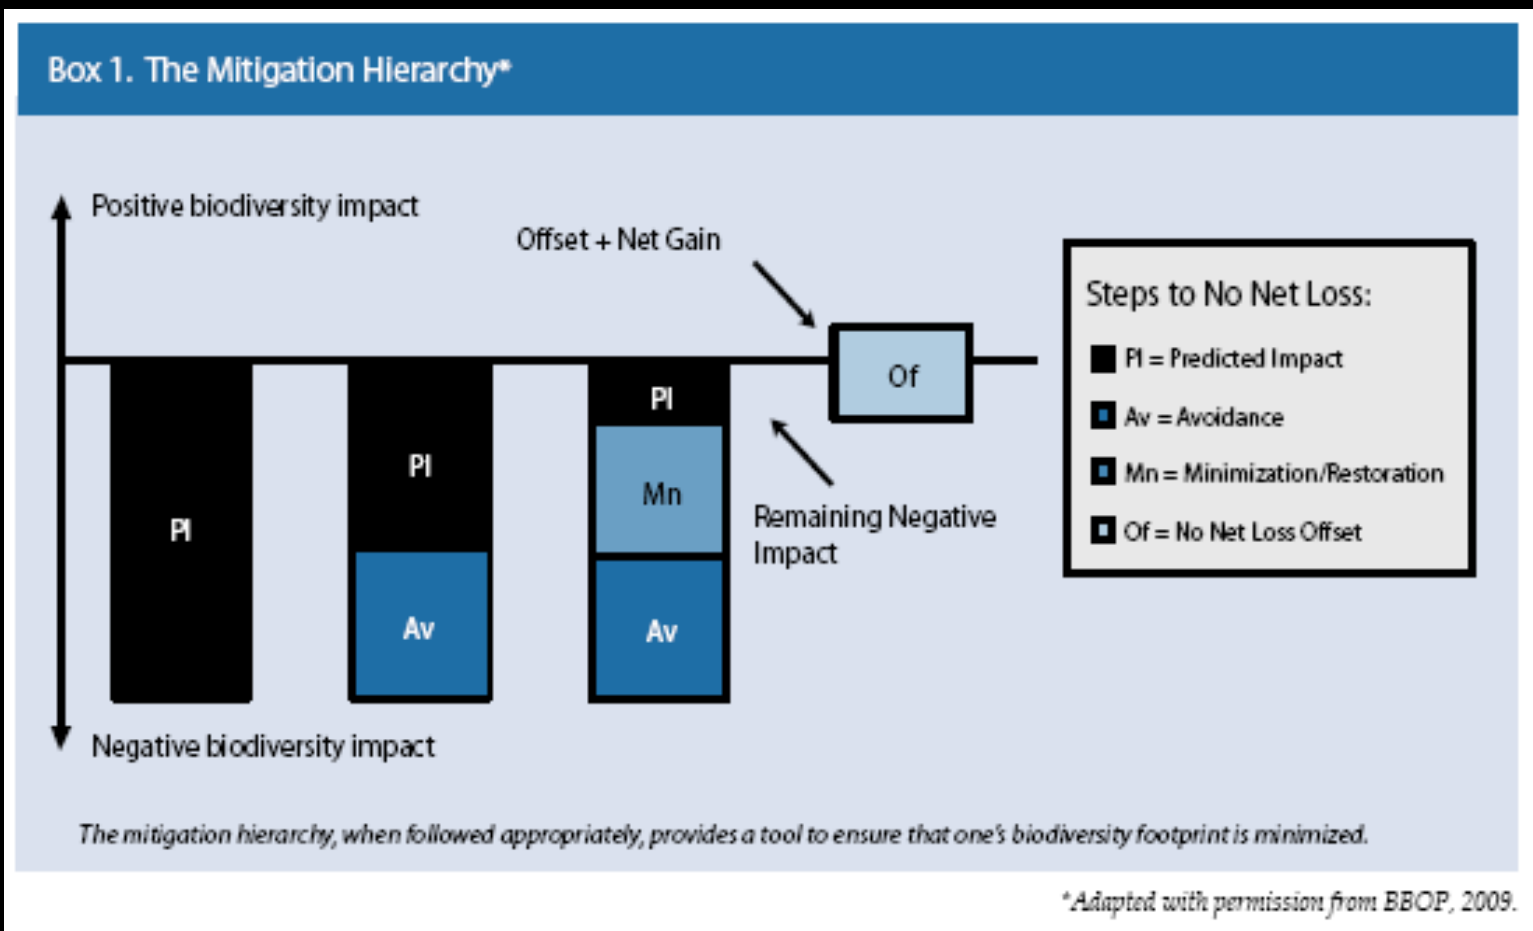 Box 1. The Mitigation Hierarchy*
Positive biodiversity impact
Offset + Net Gain
Of
PI
PI
Av
PI
Mn
Av
Remaining Negative
Impact
Negative biodiversity impact
Steps to No Net Loss:
PI = Predicted Impact
Av = Avoidance
Mn = Minimization/Restoration
Of = No Net Loss Offset
The mitigation hierarchy, when followed appropriately, provides a tool to ensure that one's biodiversity footprint is minimized.
*Adapted with permission from BBOP, 2009.